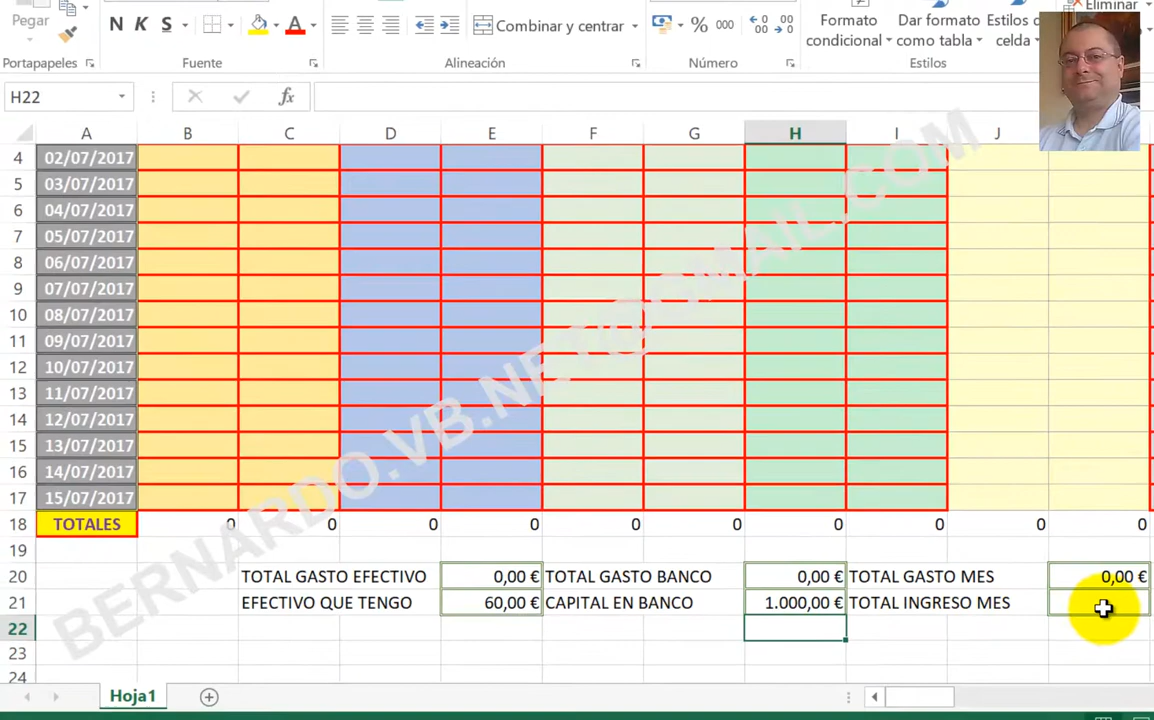 Pegar
N K S
Combinar y centrar
% 000
Formato condicional
Dar formato como tabla
Estilos de celda
Eliminar
Portapapeles
Fuente
Alineación
Número
Estilos
H22
fx
A B C D E F G H I J
4 02/07/2017
5 03/07/2017
6 04/07/2017
7 05/07/2017
8 06/07/2017
9 07/07/2017
10 08/07/2017
11 09/07/2017
12 10/07/2017
13 11/07/2017
14 12/07/2017
15 13/07/2017
16 14/07/2017
17 15/07/2017
18 TOTALES 0 0 0 0 0 0 0 0 0 0
19
20 TOTAL GASTO EFECTIVO 0,00 € TOTAL GASTO BANCO 0,00 € TOTAL GASTO MES 0,00 €
21 EFECTIVO QUE TENGO 60,00 € CAPITAL EN BANCO 1.000,00 € TOTAL INGRESO MES
22
23
24
Hoja1
BERNARDO.VB.NET@GMAIL.COM